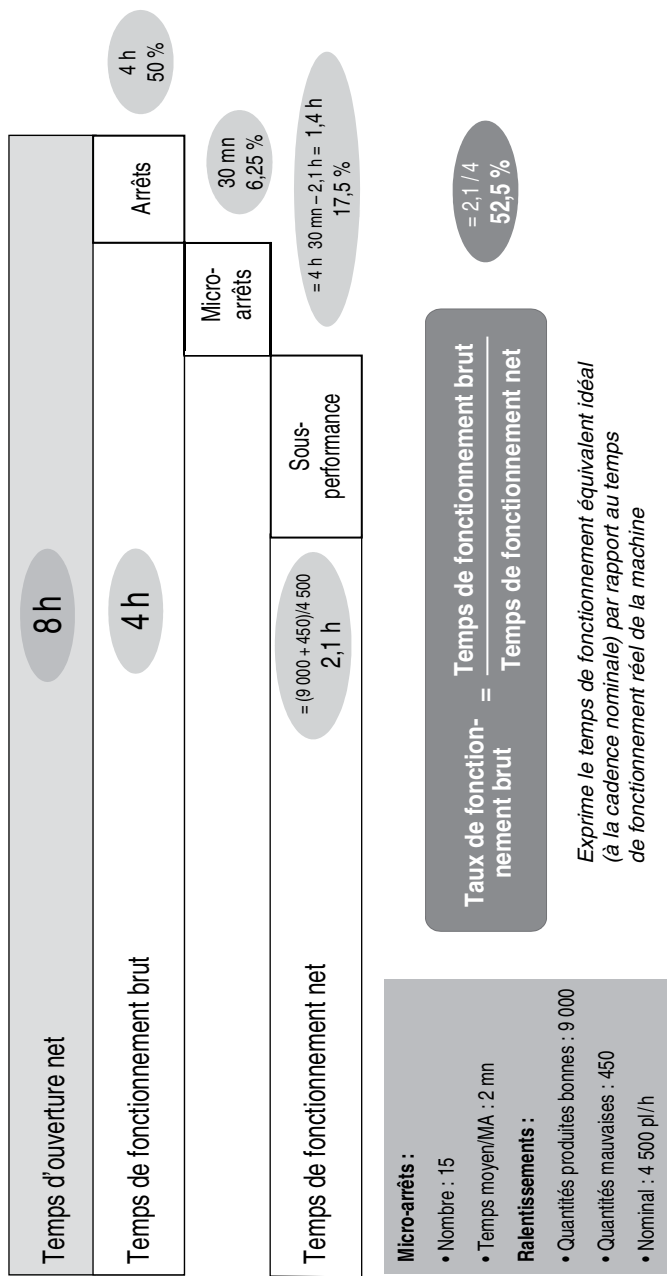 Temps d'ouverture net
8 h
Temps de fonctionnement brut
4 h
Arrêts
4 h
50 %
Micro-
arrêts
30 mn
6,25 %
Temps de fonctionnement net
= (9 000 + 450)/4 500
2,1 h
Sous-
performance
= 4 h 30 mn – 2,1 h = 1,4 h
17,5 %
Micro-arrêts :
• Nombre : 15
• Temps moyen/MA : 2 mn
Ralentissements :
• Quantités produites bonnes : 9 000
• Quantités mauvaises : 450
• Nominal : 4 500 pl/h
Taux de fonction-
nement brut
=
Temps de fonctionnement brut
Temps de fonctionnement net
= 2,1 / 4
52,5 %
Exprime le temps de fonctionnement équivalent idéal
(à la cadence nominale) par rapport au temps
de fonctionnement réel de la machine